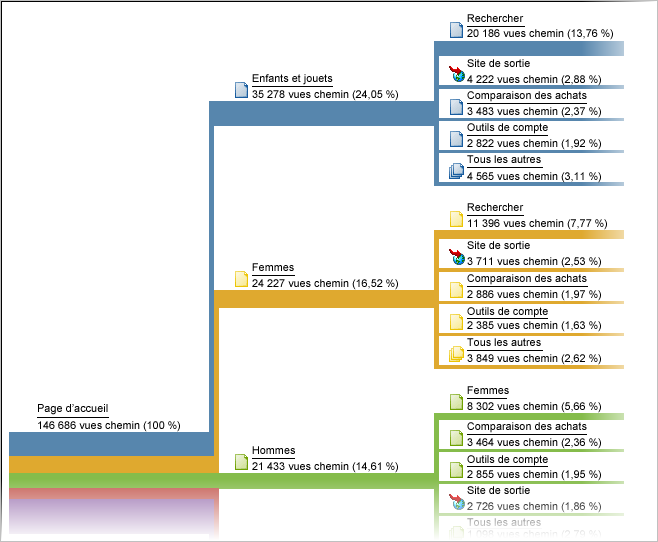 Page d'accueil
146 686 vues chemin (100 %)
Enfants et jouets
35 278 vues chemin (24,05 %)
Rechercher
20 186 vues chemin (13,76 %)
Site de sortie
4 222 vues chemin (2,88 %)
Comparaison des achats
3 483 vues chemin (2,37 %)
Outils de compte
2 822 vues chemin (1,92 %)
Tous les autres
4 565 vues chemin (3,11 %)
Femmes
24 227 vues chemin (16,52 %)
Rechercher
11 396 vues chemin (7,77 %)
Site de sortie
3 711 vues chemin (2,53 %)
Comparaison des achats
2 886 vues chemin (1,97 %)
Outils de compte
2 385 vues chemin (1,63 %)
Tous les autres
3 849 vues chemin (2,62 %)
Hommes
21 433 vues chemin (14,61 %)
Femmes
8 302 vues chemin (5,66 %)
Comparaison des achats
3 464 vues chemin (2,36 %)
Outils de compte
2 855 vues chemin (1,95 %)
Site de sortie
2 726 vues chemin (1,86 %)
Tous les autres
vues chemin